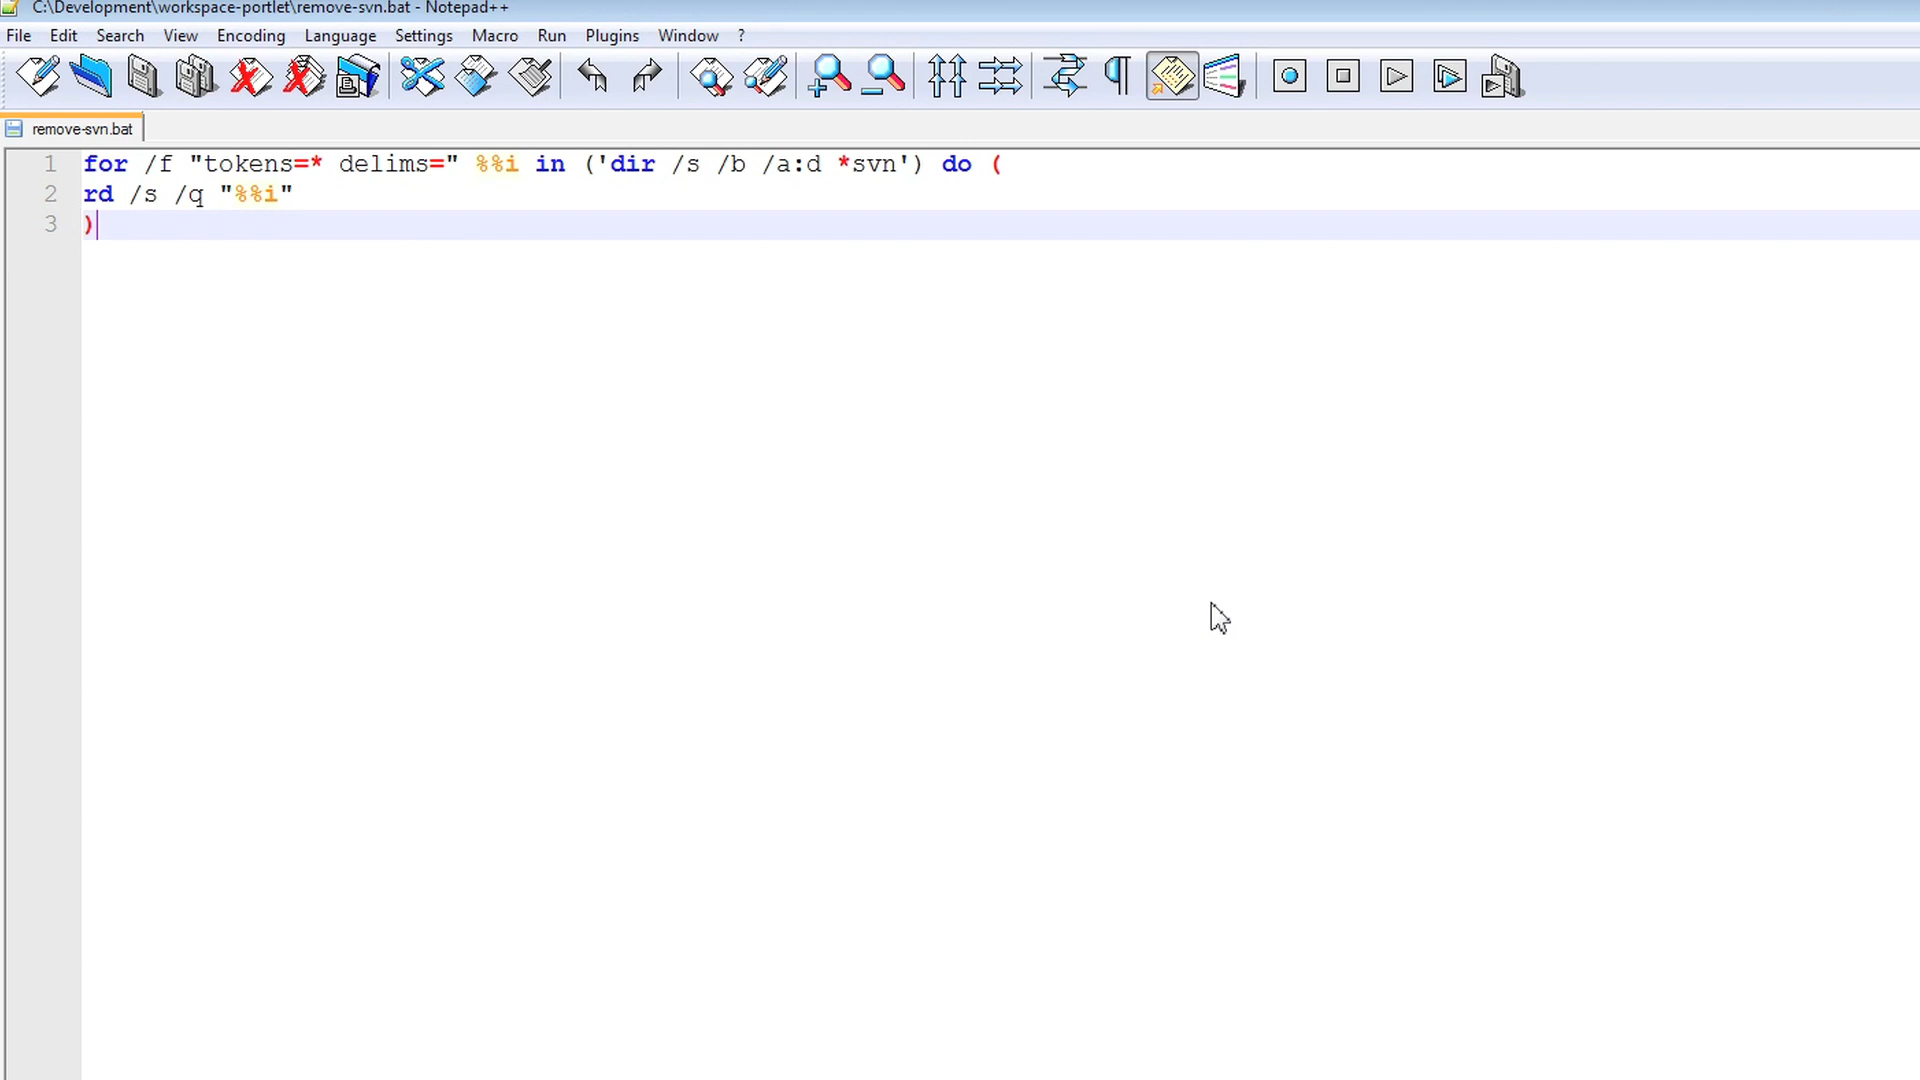 C:\Development\workspace-portlet\remove-svn.bat - Notepad++
File Edit Search View Encoding Language Settings Macro Run Plugins Window ?
remove-svn.bat
1 for /f "tokens=* delims=" %%i in ('dir /s /b /a:d *svn') do (
2 rd /s /q "%%i"
3 )